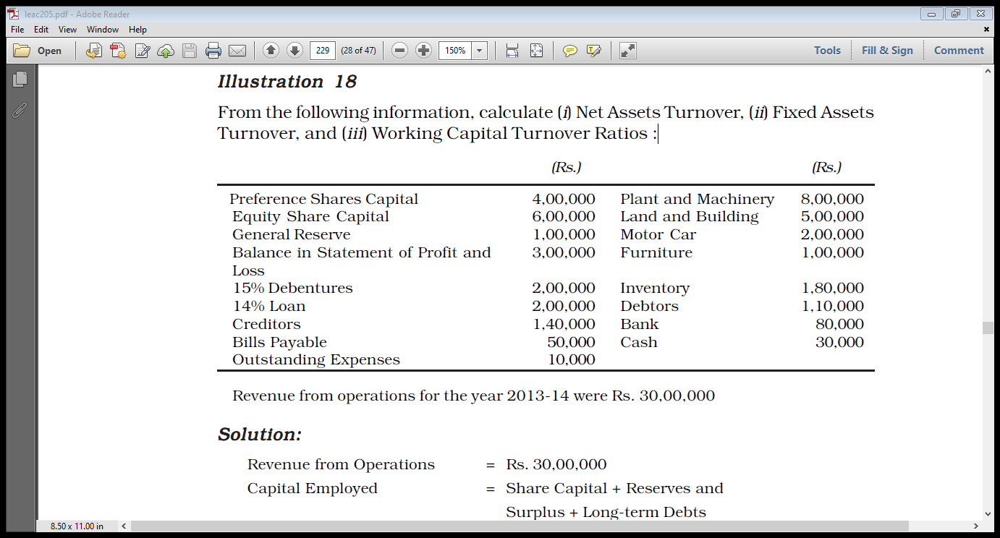 leac205.pdf - Adobe Reader
File Edit View Window Help
Open 229 (28 of 47) 150% Tools Fill & Sign Comment
Illustration 18
From the following information, calculate (i) Net Assets Turnover, (ii) Fixed Assets
Turnover, and (iii) Working Capital Turnover Ratios :
(Rs.) (Rs.)
Preference Shares Capital 4,00,000 Plant and Machinery 8,00,000
Equity Share Capital 6,00,000 Land and Building 5,00,000
General Reserve 1,00,000 Motor Car 2,00,000
Balance in Statement of Profit and 3,00,000 Furniture 1,00,000
Loss
15% Debentures 2,00,000 Inventory 1,80,000
14% Loan 2,00,000 Debtors 1,10,000
Creditors 1,40,000 Bank 80,000
Bills Payable 50,000 Cash 30,000
Outstanding Expenses 10,000
Revenue from operations for the year 2013-14 were Rs. 30,00,000
Solution:
Revenue from Operations = Rs. 30,00,000
Capital Employed = Share Capital + Reserves and
Surplus + Long-term Debts
8.50 x 11.00 in